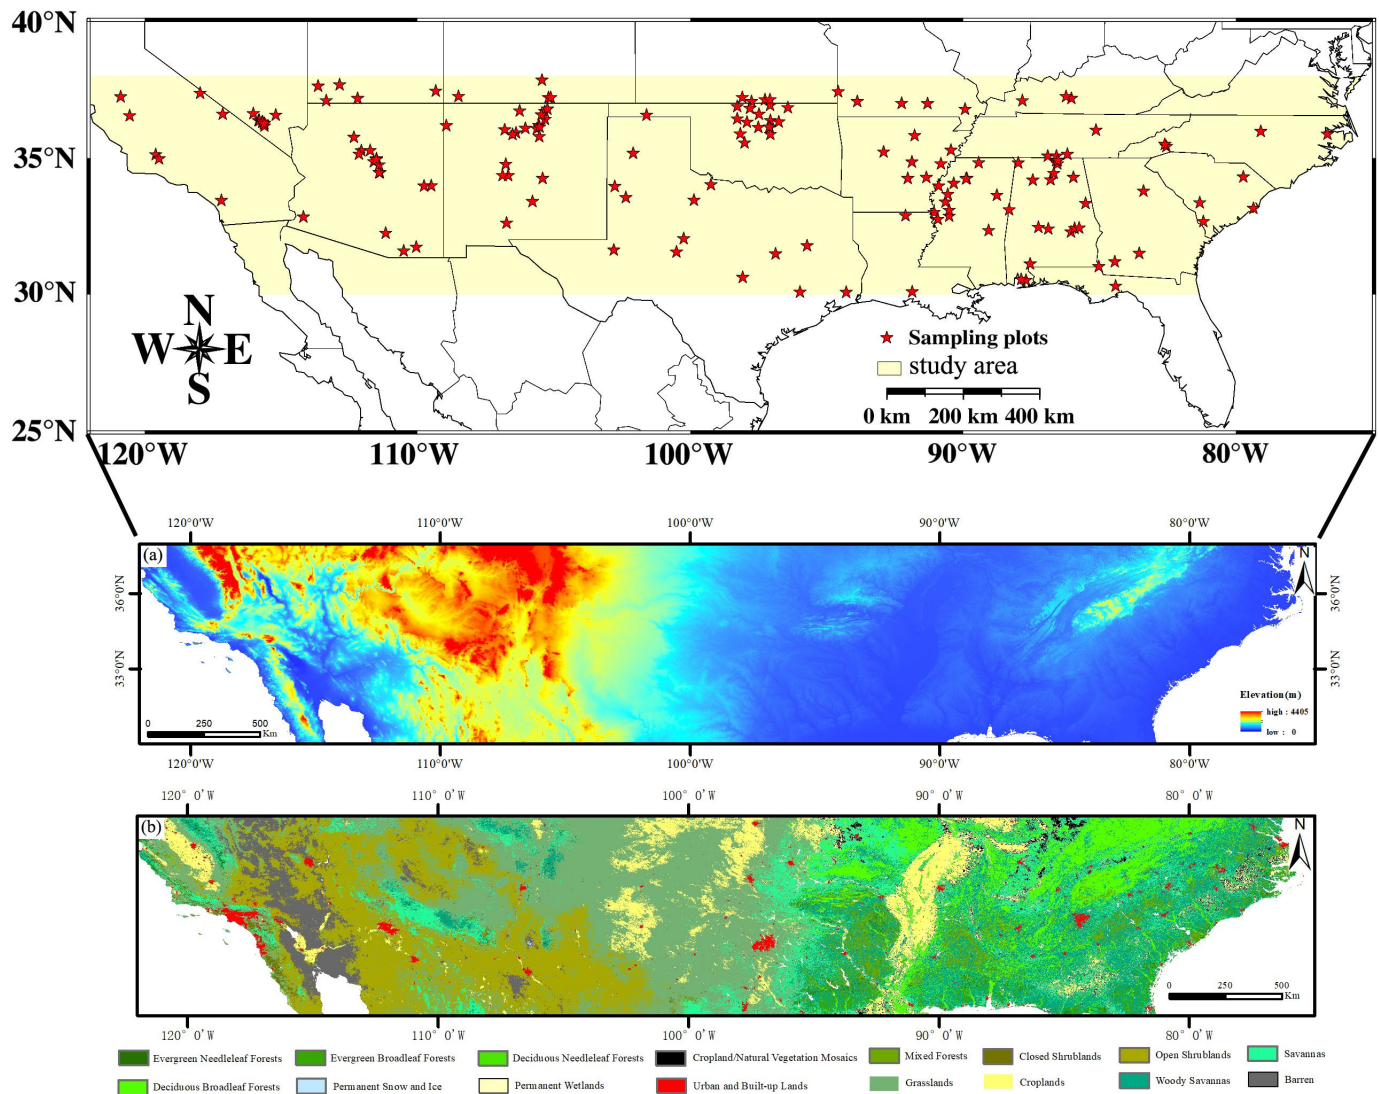 40°N
35°N
30°N
25°N
N
W E
S
Sampling plots
study area
0 km 200 km 400 km
120°W 110°W 100°W 90°W 80°W
120°0'W 110°0'W 100°0'W 90°0'W 80°0'W
(a)
N
36°0'N 36°0'N
33°0'N 33°0'N
Elevation(m)
high : 4405
low : 0
0 250 500
Km
120°0'W 110°0'W 100°0'W 90°0'W 80°0'W
120° 0'W 110° 0'W 100° 0'W 90° 0'W 80° 0'W
(b)
N
0 250 500
Km
120° 0'W 110° 0'W 100° 0'W 90° 0'W 80° 0'W
Evergreen Needleleaf Forests Evergreen Broadleaf Forests Deciduous Needleleaf Forests Cropland/Natural Vegetation Mosaics Mixed Forests Closed Shrublands Open Shrublands Savannas
Deciduous Broadleaf Forests Permanent Snow and Ice Permanent Wetlands Urban and Built-up Lands Grasslands Croplands Woody Savannas Barren